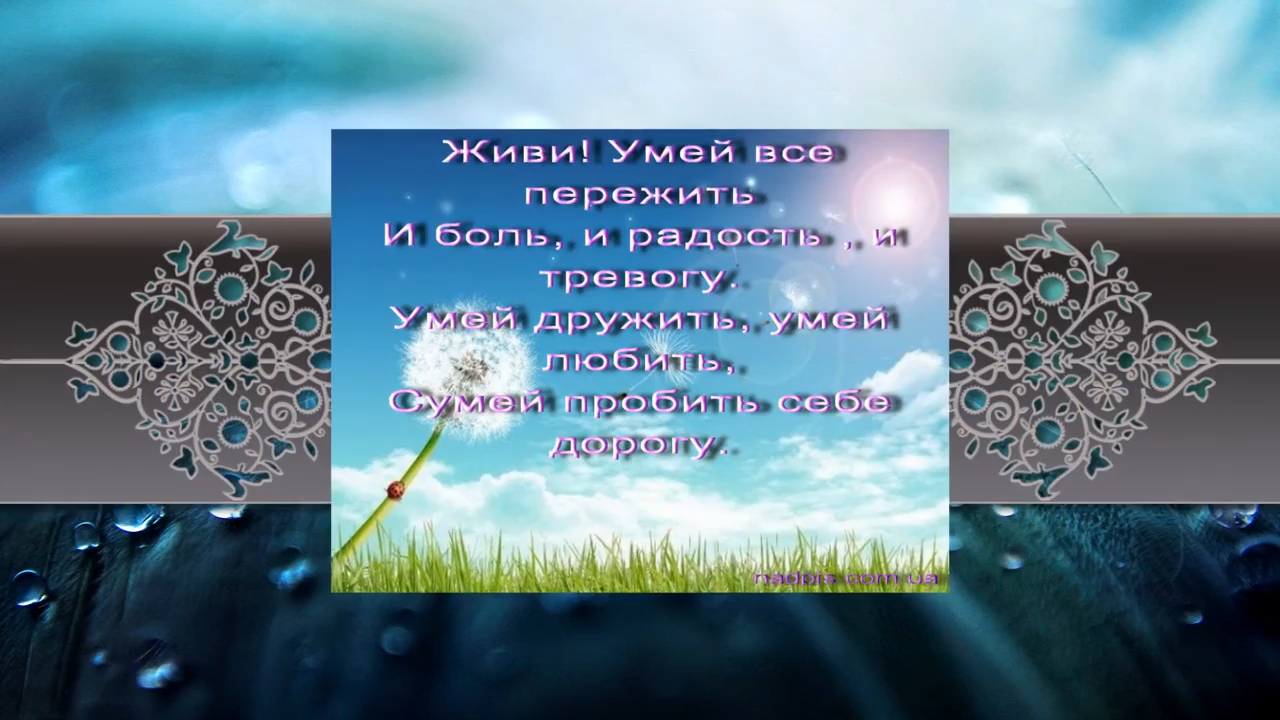 Живи! Умей все
пережить
И боль, и радость , и
тревогу.
Умей дружить, умей
любить,
Сумей пробить себе
дорогу.
nadpis.com.ua